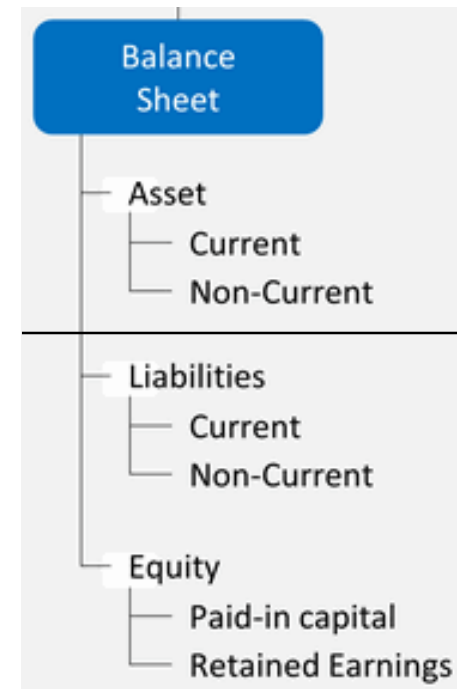 Balance
Sheet
Asset
Current
Non-Current
Liabilities
Current
Non-Current
Equity
Paid-in capital
Retained Earnings